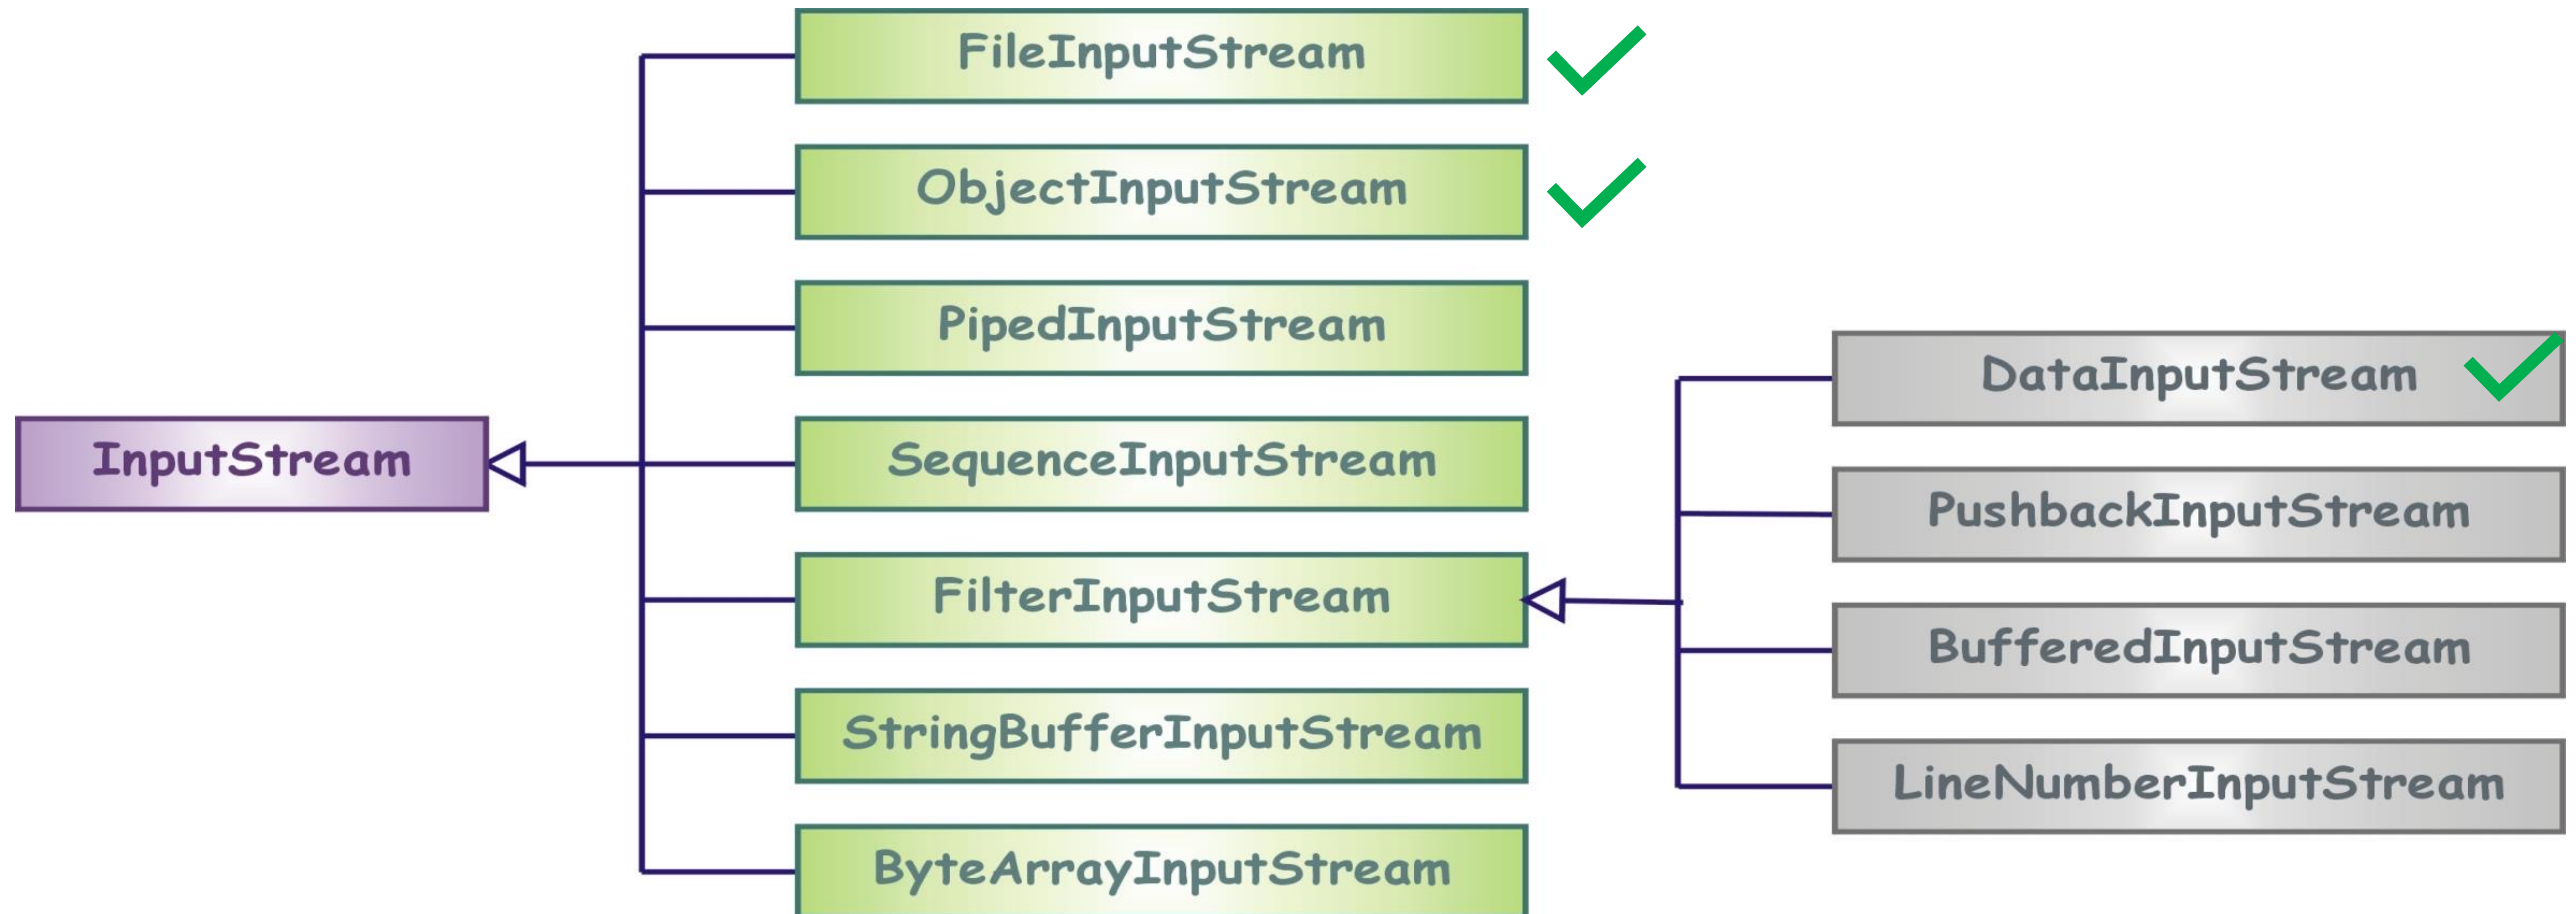 FileInputStream
ObjectInputStream
PipedInputStream
DataInputStream
InputStream
SequenceInputStream
PushbackInputStream
FilterInputStream
BufferedInputStream
StringBufferInputStream
LineNumberInputStream
ByteArrayInputStream